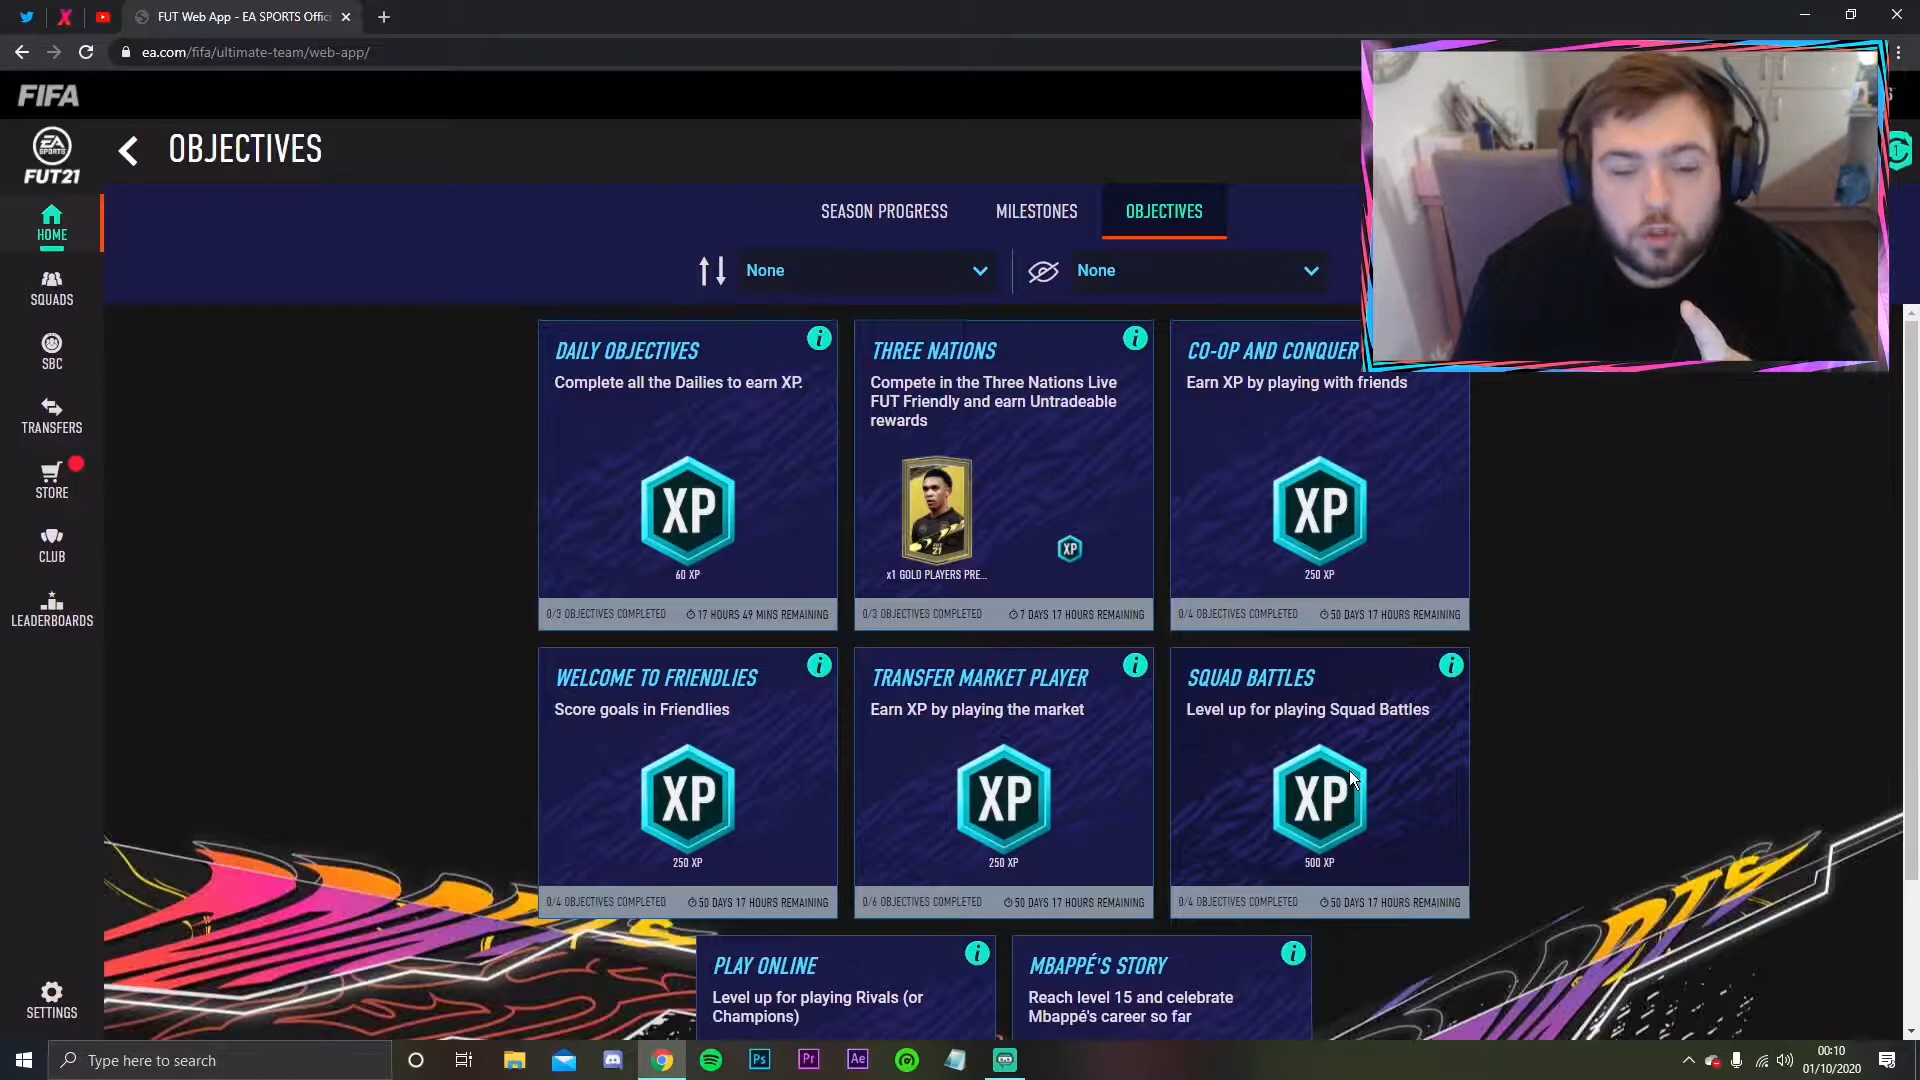 FUT Web App - EA SPORTS Offici
ea.com/fifa/ultimate-team/web-app/
FIFA
EA SPORTS
FUT21
OBJECTIVES
SEASON PROGRESS
MILESTONES
OBJECTIVES
None
None
HOME
SQUADS
SBC
TRANSFERS
STORE
CLUB
LEADERBOARDS
SETTINGS
DAILY OBJECTIVES
Complete all the Dailies to earn XP.
XP
60 XP
0/3 OBJECTIVES COMPLETED
17 HOURS 49 MINS REMAINING
THREE NATIONS
Compete in the Three Nations Live
FUT Friendly and earn Untradeable
rewards
FUT
21
XP
x1 GOLD PLAYERS PRE...
0/3 OBJECTIVES COMPLETED
7 DAYS 17 HOURS REMAINING
CO-OP AND CONQUER
Earn XP by playing with friends
XP
250 XP
0/4 OBJECTIVES COMPLETED
50 DAYS 17 HOURS REMAINING
WELCOME TO FRIENDLIES
Score goals in Friendlies
XP
250 XP
0/4 OBJECTIVES COMPLETED
50 DAYS 17 HOURS REMAINING
TRANSFER MARKET PLAYER
Earn XP by playing the market
XP
250 XP
0/6 OBJECTIVES COMPLETED
50 DAYS 17 HOURS REMAINING
SQUAD BATTLES
Level up for playing Squad Battles
XP
500 XP
0/4 OBJECTIVES COMPLETED
50 DAYS 17 HOURS REMAINING
PLAY ONLINE
Level up for playing Rivals (or
Champions)
MBAPPÉ'S STORY
Reach level 15 and celebrate
Mbappé's career so far
Type here to search
Ps
Pr
Ae
00:10
01/10/2020